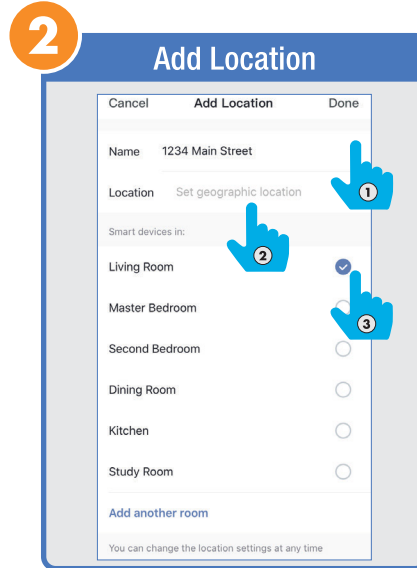 2
Add Location
Cancel Add Location Done
Name 1234 Main Street
1
Location Set geographic location
2
Smart devices in:
Living Room
3
Master Bedroom
Second Bedroom
Dining Room
Kitchen
Study Room
Add another room
You can change the location settings at any time